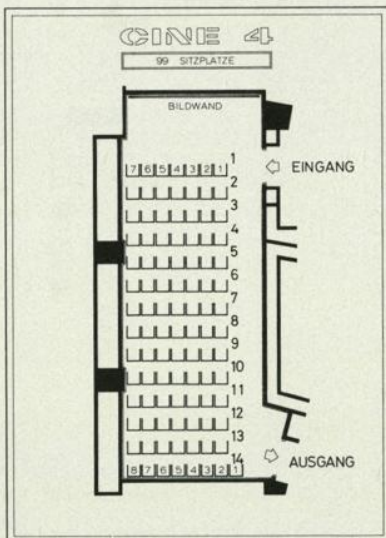 CINE 4
99 SITZPLATZE
BILDWAND
1
7 6 5 4 3 2 1
EINGANG
2
3
4
5
6
7
8
9
10
11
12
13
14
8 7 6 5 4 3 2 1
AUSGANG